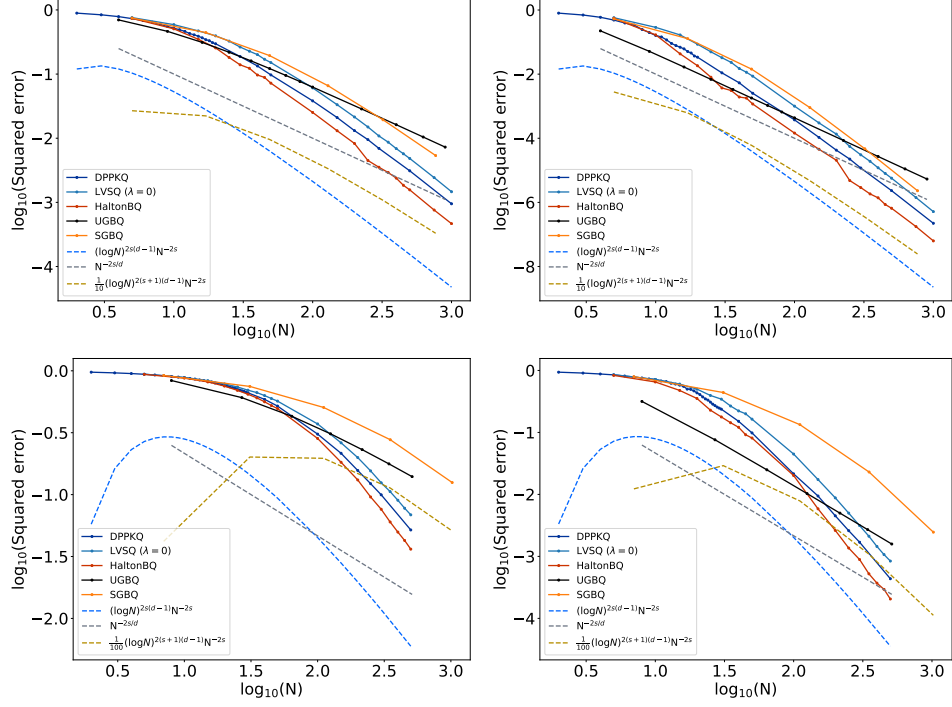 0
−1
−2
−3
−4
log₁₀(Squared error)
0.5 1.0 1.5 2.0 2.5 3.0
log₁₀(N)
DPPKQ
LVSQ (λ = 0)
HaltonBQ
UGBQ
SGBQ
(logN)^{2s(d−1)}N^{−2s}
N^{−2s/d}
1/10(logN)^{2(s+1)(d−1)}N^{−2s}
0
−2
−4
−6
−8
log₁₀(Squared error)
0.5 1.0 1.5 2.0 2.5 3.0
log₁₀(N)
DPPKQ
LVSQ (λ = 0)
HaltonBQ
UGBQ
SGBQ
(logN)^{2s(d−1)}N^{−2s}
N^{−2s/d}
1/10(logN)^{2(s+1)(d−1)}N^{−2s}
0.0
−0.5
−1.0
−1.5
−2.0
log₁₀(Squared error)
0.5 1.0 1.5 2.0 2.5 3.0
log₁₀(N)
DPPKQ
LVSQ (λ = 0)
HaltonBQ
UGBQ
SGBQ
(logN)^{2s(d−1)}N^{−2s}
N^{−2s/d}
1/100(logN)^{2(s+1)(d−1)}N^{−2s}
0
−1
−2
−3
−4
log₁₀(Squared error)
0.5 1.0 1.5 2.0 2.5 3.0
log₁₀(N)
DPPKQ
LVSQ (λ = 0)
HaltonBQ
UGBQ
SGBQ
(logN)^{2s(d−1)}N^{−2s}
N^{−2s/d}
1/100(logN)^{2(s+1)(d−1)}N^{−2s}